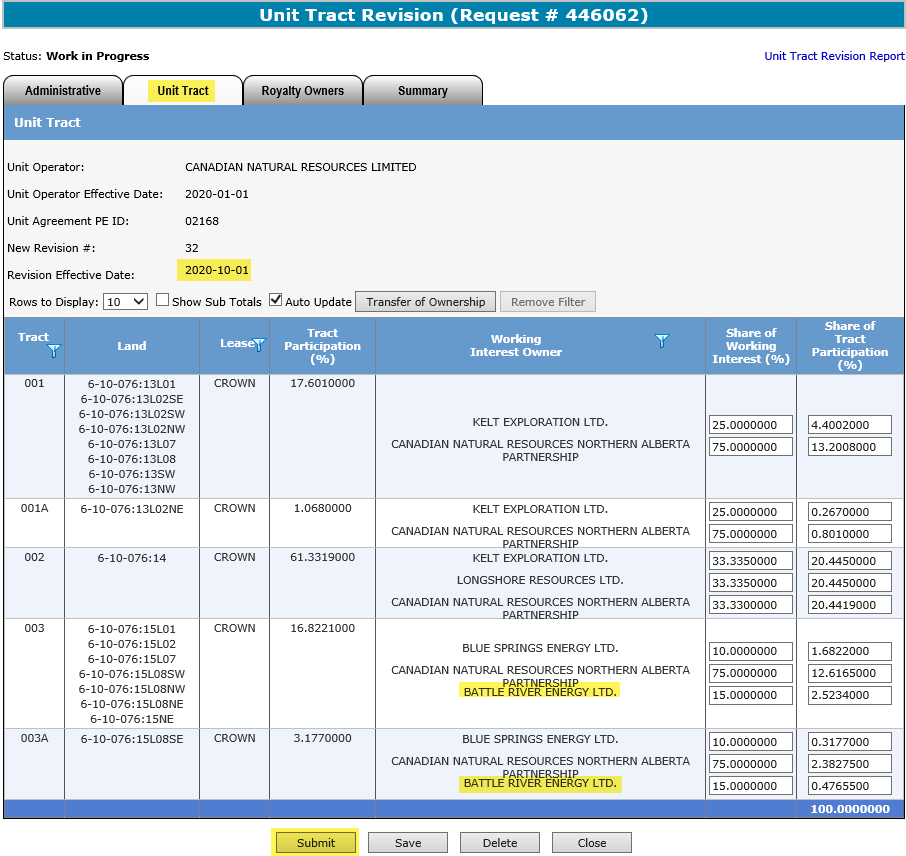 Unit Tract Revision (Request # 446062)
Status: Work in Progress
Unit Tract Revision Report
Administrative
Unit Tract
Royalty Owners
Summary
Unit Tract
Unit Operator: CANADIAN NATURAL RESOURCES LIMITED
Unit Operator Effective Date: 2020-01-01
Unit Agreement PE ID: 02168
New Revision #: 32
Revision Effective Date: 2020-10-01
Rows to Display: 10 Show Sub Totals Auto Update Transfer of Ownership Remove Filter
Tract
Land
Lease
Tract
Participation
(%)
Working
Interest Owner
Share of
Working
Interest (%)
Share of
Tract
Participation
(%)
001 6-10-076:13L01 CROWN 17.6010000
6-10-076:13L02SE
6-10-076:13L02SW
6-10-076:13L02NW
6-10-076:13L07
6-10-076:13L08
6-10-076:13SW
6-10-076:13NW
KELT EXPLORATION LTD. 25.0000000 4.4002000
CANADIAN NATURAL RESOURCES NORTHERN ALBERTA
PARTNERSHIP 75.0000000 13.2008000
001A 6-10-076:13L02NE CROWN 1.0680000 KELT EXPLORATION LTD. 25.0000000 0.2670000
CANADIAN NATURAL RESOURCES NORTHERN ALBERTA
PARTNERSHIP 75.0000000 0.8010000
002 6-10-076:14 CROWN 61.3319000 KELT EXPLORATION LTD. 33.3350000 20.4450000
LONGSHORE RESOURCES LTD. 33.3350000 20.4450000
CANADIAN NATURAL RESOURCES NORTHERN ALBERTA
PARTNERSHIP 33.3300000 20.4419000
003 6-10-076:15L01 CROWN 16.8221000
6-10-076:15L02
6-10-076:15L07
6-10-076:15L08SW
6-10-076:15L08NW
6-10-076:15L08NE
6-10-076:15NE
BLUE SPRINGS ENERGY LTD. 10.0000000 1.6822000
CANADIAN NATURAL RESOURCES NORTHERN ALBERTA
PARTNERSHIP 75.0000000 12.6165000
BATTLE RIVER ENERGY LTD. 15.0000000 2.5234000
003A 6-10-076:15L08SE CROWN 3.1770000 BLUE SPRINGS ENERGY LTD. 10.0000000 0.3177000
CANADIAN NATURAL RESOURCES NORTHERN ALBERTA
PARTNERSHIP 75.0000000 2.3827500
BATTLE RIVER ENERGY LTD. 15.0000000 0.4765500
100.0000000
Submit Save Delete Close